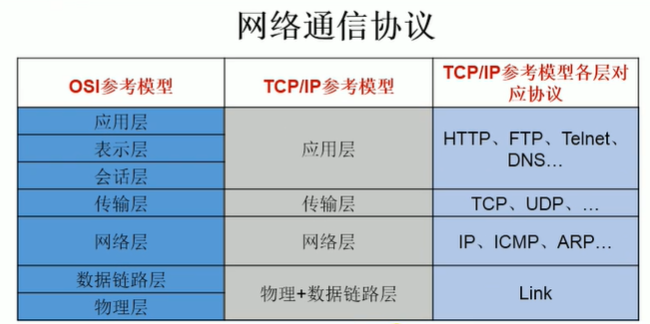 网络通信协议
OSI参考模型
TCP/IP参考模型
TCP/IP参考模型各层对
应协议
应用层
表示层
会话层
应用层
HTTP、FTP、Telnet、
DNS...
传输层
传输层
TCP、UDP、...
网络层
网络层
IP、ICMP、ARP...
数据链路层
物理层
物理+数据链路层
Link